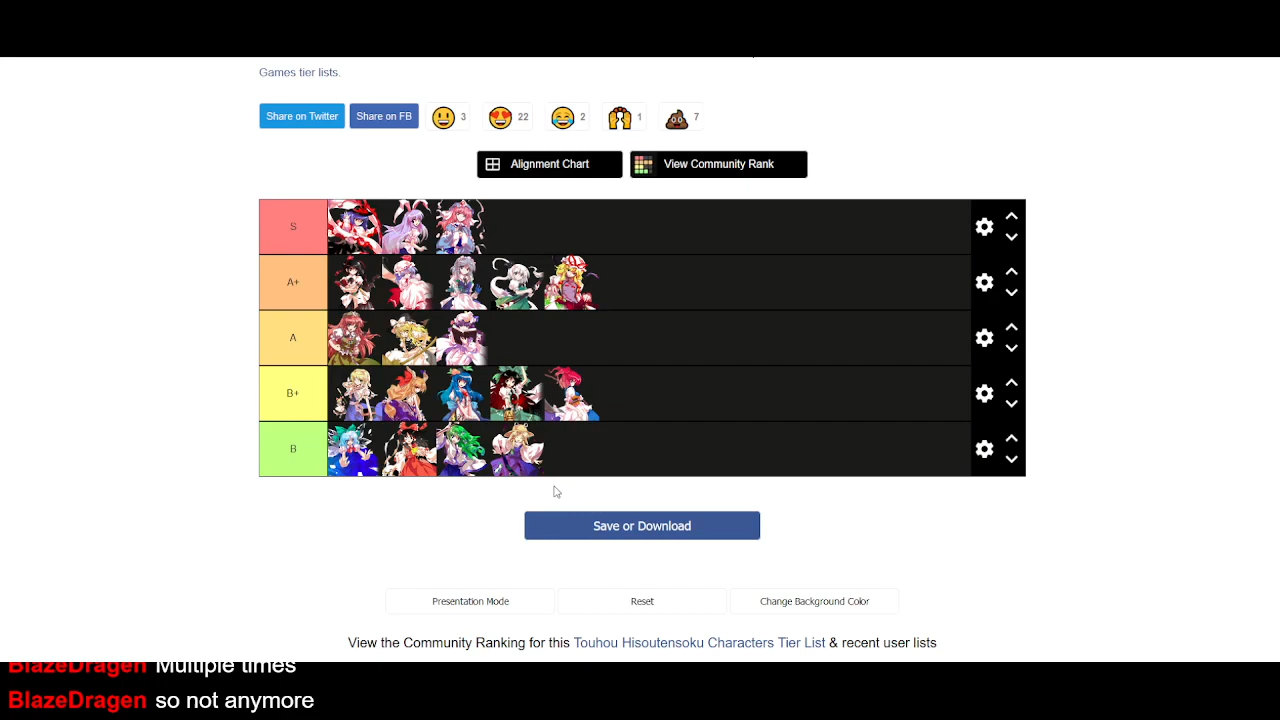 Games tier lists.
Share on Twitter Share on FB 3 22 2 1 7
Alignment Chart View Community Rank
S
A+
A
B+
B
Save or Download
Presentation Mode Reset Change Background Color
View the Community Ranking for this Touhou Hisoutensoku Characters Tier List & recent user lists
BlazeDragen Multiple times
BlazeDragen so not anymore